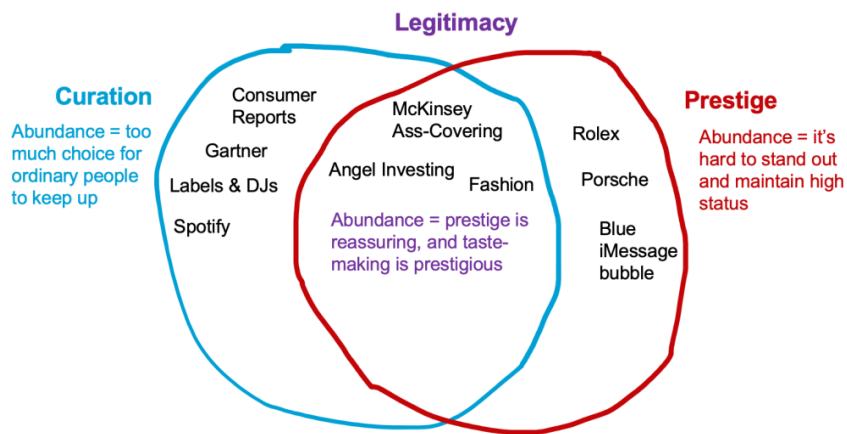 Legitimacy
Curation
Abundance = too
much choice for
ordinary people
to keep up
Consumer
Reports
Gartner
Labels & DJs
Spotify
McKinsey
Ass-Covering
Angel Investing
Fashion
Abundance = prestige is
reassuring, and taste-
making is prestigious
Rolex
Porsche
Blue
iMessage
bubble
Prestige
Abundance = it's
hard to stand out
and maintain high
status